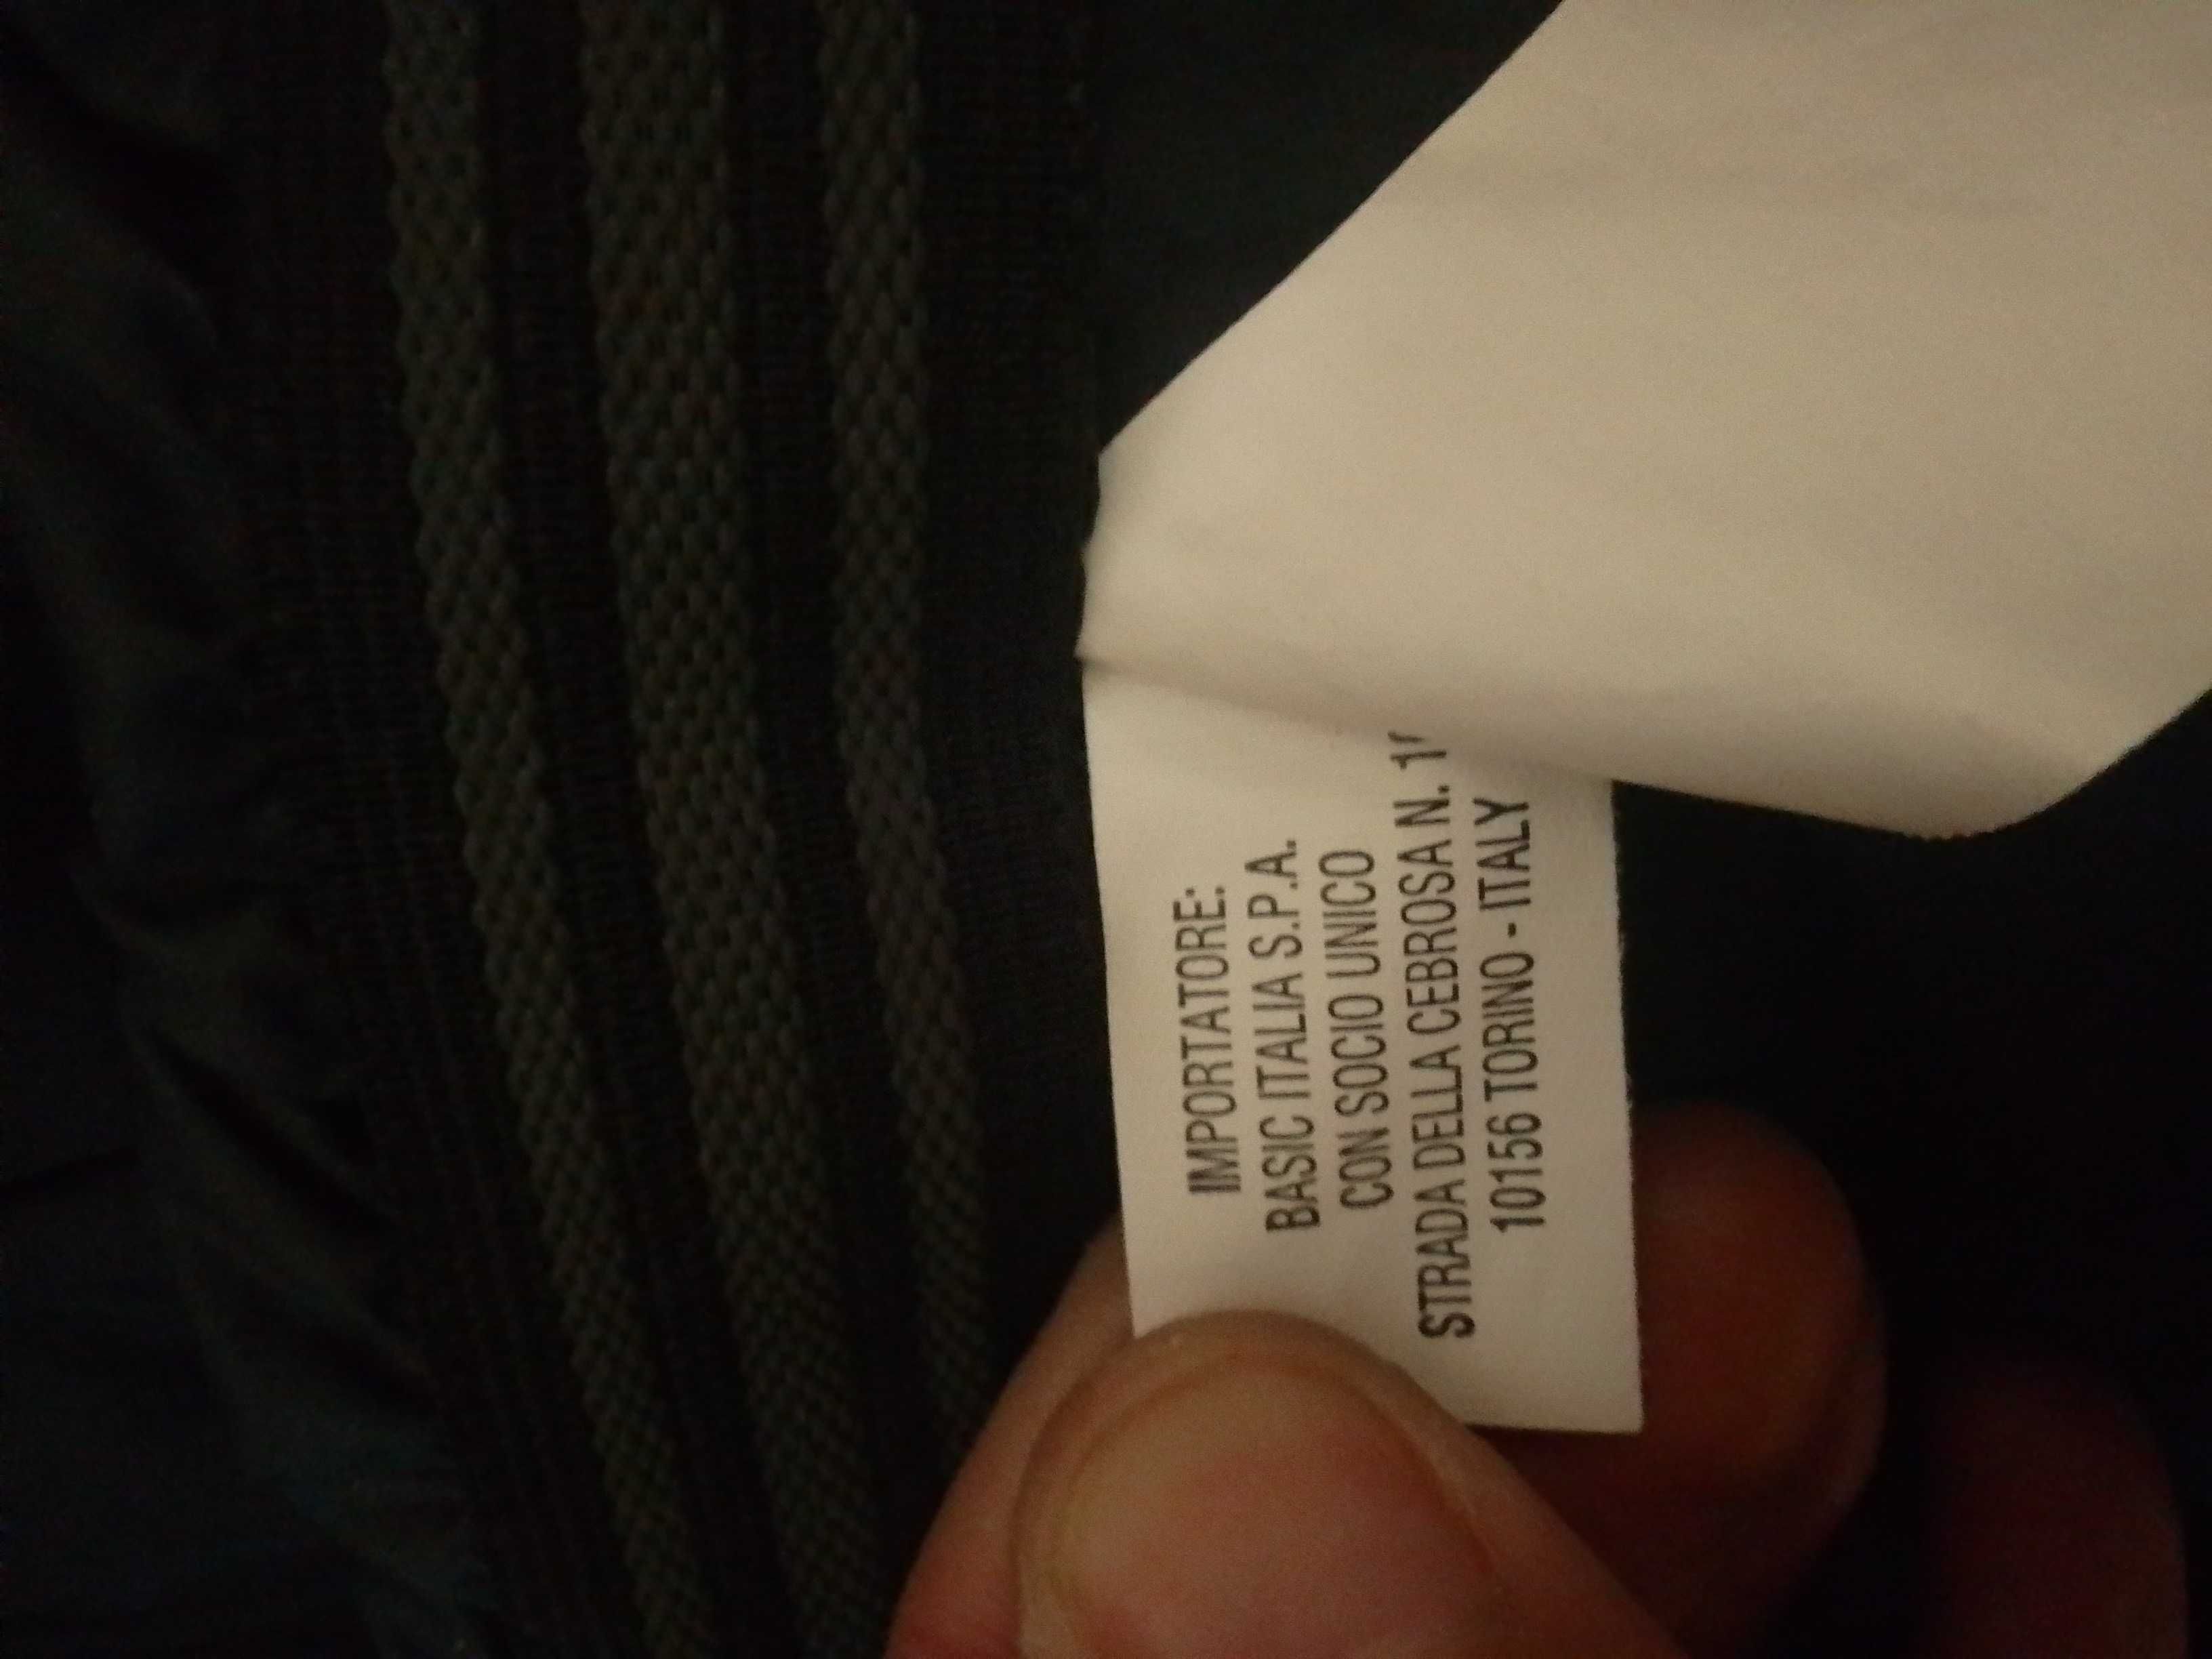 IMPORTATORE:
BASIC ITALIA S.P.A.
CON SOCIO UNICO
STRADA DELLA CEBROSA N.
10156 TORINO - ITALY